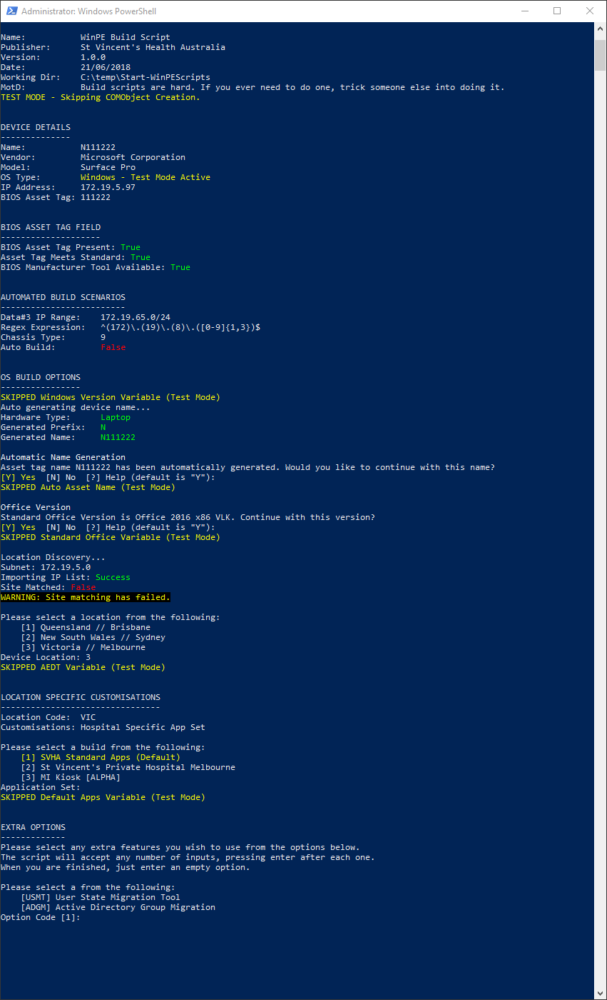 Administrator: Windows PowerShell
Name: WinPE Build Script
Publisher: St Vincent's Health Australia
Version: 1.0.0
Date: 21/06/2018
Working Dir: C:\temp\Start-WinPEScripts
MotD: Build scripts are hard. If you ever need to do one, trick someone else into doing it.
TEST MODE - Skipping COMObject Creation.
DEVICE DETAILS
--------------
Name: N111222
Vendor: Microsoft Corporation
Model: Surface Pro
OS Type: Windows - Test Mode Active
IP Address: 172.19.5.97
BIOS Asset Tag: 111222
BIOS ASSET TAG FIELD
--------------------
BIOS Asset Tag Present: True
Asset Tag Meets Standard: True
BIOS Manufacturer Tool Available: True
AUTOMATED BUILD SCENARIOS
-------------------------
Data#3 IP Range: 172.19.65.0/24
Regex Expression: ^(172)\.(19)\.(8)\.([0-9]{1,3})$
Chassis Type: 9
Auto Build: False
OS BUILD OPTIONS
----------------
SKIPPED Windows Version Variable (Test Mode)
Auto generating device name...
Hardware Type: Laptop
Generated Prefix: N
Generated Name: N111222
Automatic Name Generation
Asset tag name N111222 has been automatically generated. Would you like to continue with this name?
[Y] Yes [N] No [?] Help (default is "Y"):
SKIPPED Auto Asset Name (Test Mode)
Office Version
Standard Office Version is Office 2016 x86 VLK. Continue with this version?
[Y] Yes [N] No [?] Help (default is "Y"):
SKIPPED Standard Office Variable (Test Mode)
Location Discovery...
Subnet: 172.19.5.0
Importing IP List: Success
Site Matched: False
WARNING: Site matching has failed.
Please select a location from the following:
[1] Queensland // Brisbane
[2] New South Wales // Sydney
[3] Victoria // Melbourne
Device Location: 3
SKIPPED AEDT Variable (Test Mode)
LOCATION SPECIFIC CUSTOMISATIONS
--------------------------------
Location Code: VIC
Customisations: Hospital Specific App Set
Please select a build from the following:
[1] SVHA Standard Apps (Default)
[2] St Vincent's Private Hospital Melbourne
[3] MI Kiosk [ALPHA]
Application Set:
SKIPPED Default Apps Variable (Test Mode)
EXTRA OPTIONS
-------------
Please select any extra features you wish to use from the options below.
The script will accept any number of inputs, pressing enter after each one.
When you are finished, just enter an empty option.
Please select a from the following:
[USMT] User State Migration Tool
[ADGM] Active Directory Group Migration
Option Code [1]: